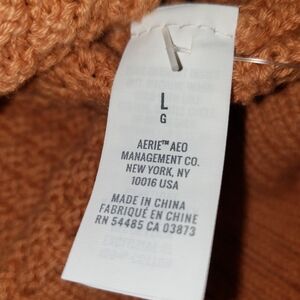 L
G
AERIE™ AEO
MANAGEMENT CO.
NEW YORK, NY
10016 USA
MADE IN CHINA
FABRIQUÉ EN CHINE
RN 54485 CA 03873